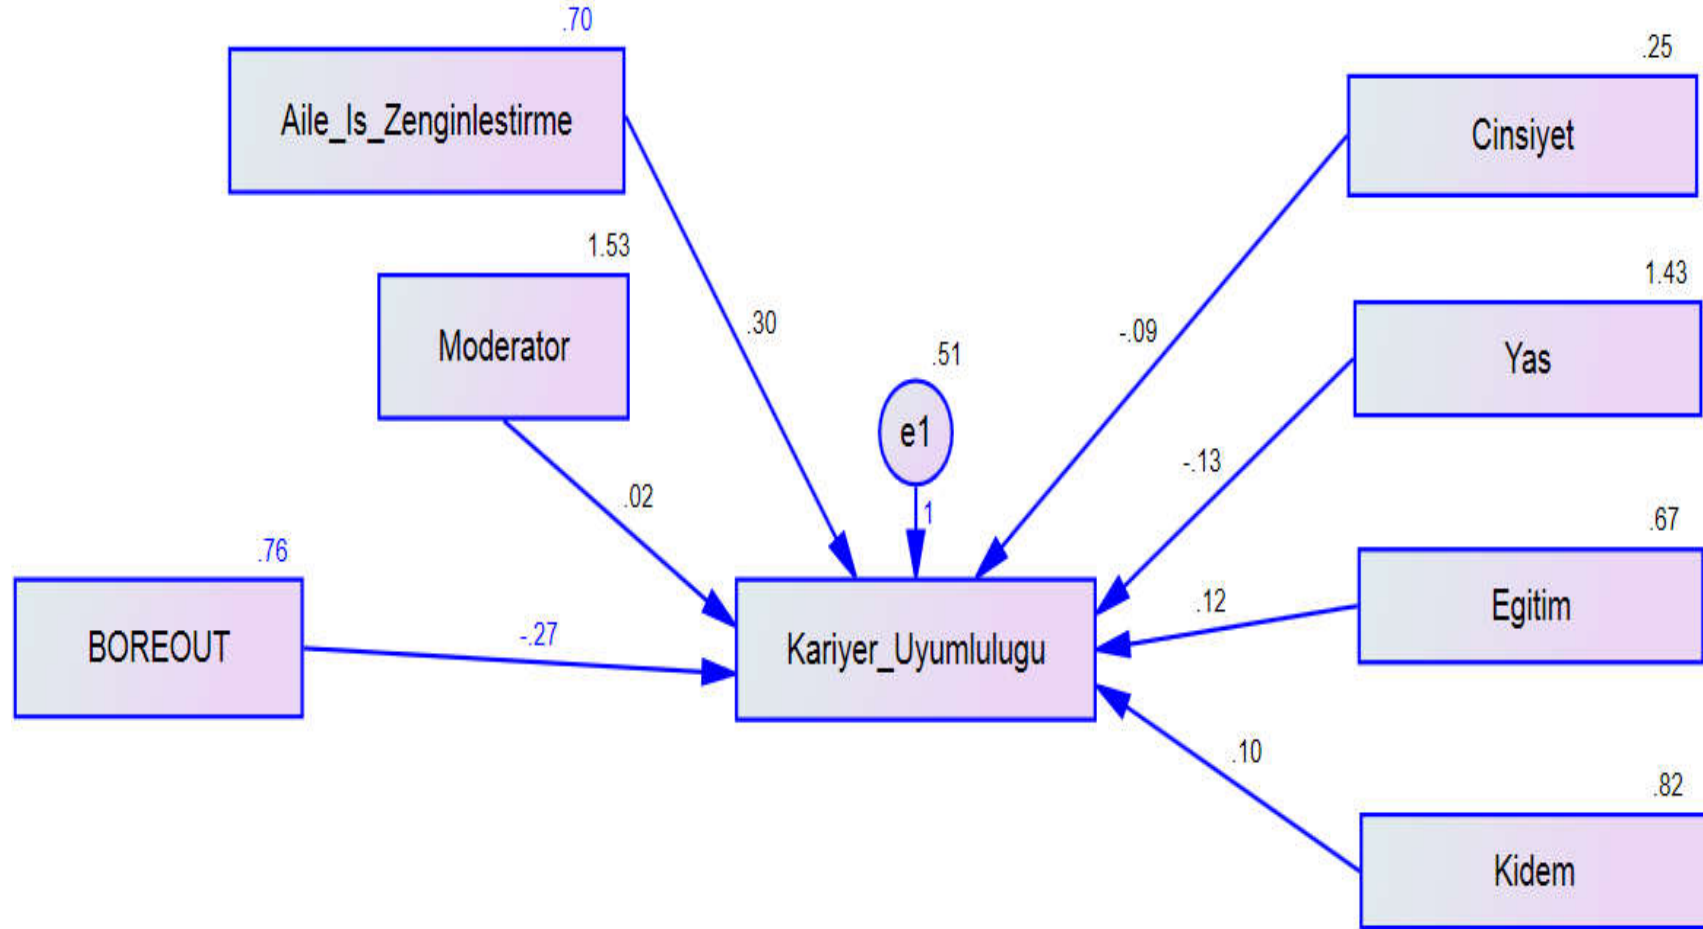 .70
Aile_Is_Zenginlestirme
.25
Cinsiyet
1.53
Moderator
.30
-.09
1.43
Yas
.51
e1
1
.02
-.13
.67
Egitim
.76
BOREOUT
-.27
Kariyer_Uyumlulugu
.12
.10
.82
Kidem